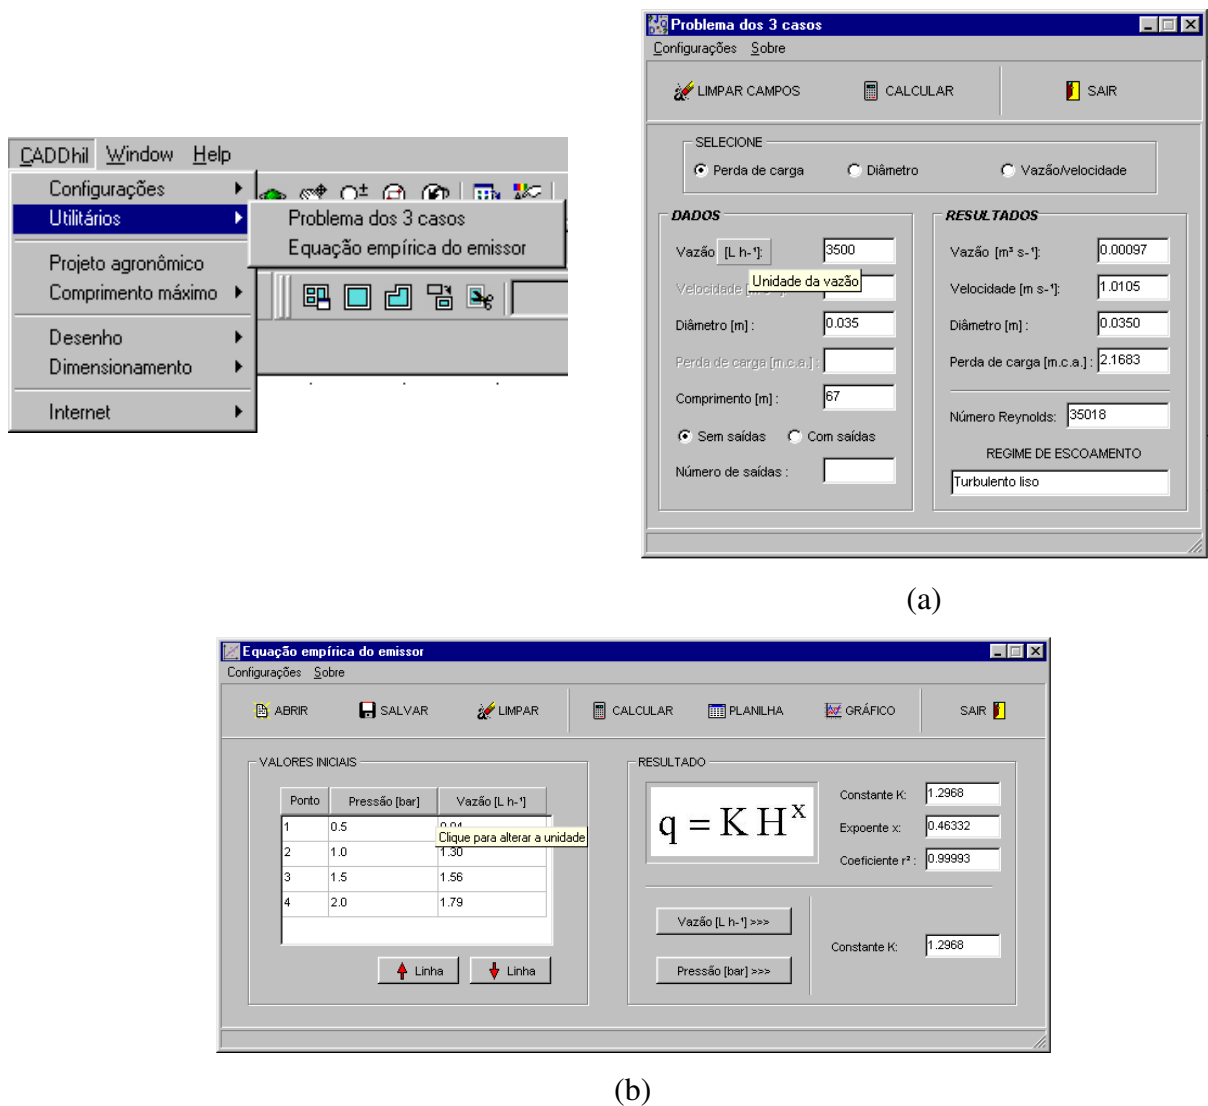 CADDhil Window Help
Configurações
Utilitários
Projeto agronômico
Comprimento máximo
Desenho
Dimensionamento
Internet
Problema dos 3 casos
Equação empírica do emissor
Problema dos 3 casos
Configurações Sobre
LIMPAR CAMPOS CALCULAR SAIR
SELECIONE
Perda de carga Diâmetro Vazão/velocidade
DADOS
Vazão [L h-¹]: 3500
Unidade da vazão
Velocidade
Diâmetro [m] : 0.035
Perda de carga [m.c.a.] :
Comprimento [m] : 67
Sem saídas Com saídas
Número de saídas :
RESULTADOS
Vazão [m³ s-¹]: 0.00097
Velocidade [m s-¹]: 1.0105
Diâmetro [m] : 0.0350
Perda de carga [m.c.a.] : 2.1683
Número Reynolds: 35018
REGIME DE ESCOAMENTO
Turbulento liso
(a)
Equação empírica do emissor
Configurações Sobre
ABRIR SALVAR LIMPAR CALCULAR PLANILHA GRÁFICO SAIR
VALORES INICIAIS
Ponto Pressão [bar] Vazão [L h-¹]
1 0.5
Clique para alterar a unidade
2 1.0 1.30
3 1.5 1.56
4 2.0 1.79
Linha Linha
RESULTADO
q = K H^x
Constante K: 1.2968
Expoente x: 0.46332
Coeficiente r² : 0.99993
Vazão [L h-¹] >>>
Pressão [bar] >>>
Constante K: 1.2968
(b)